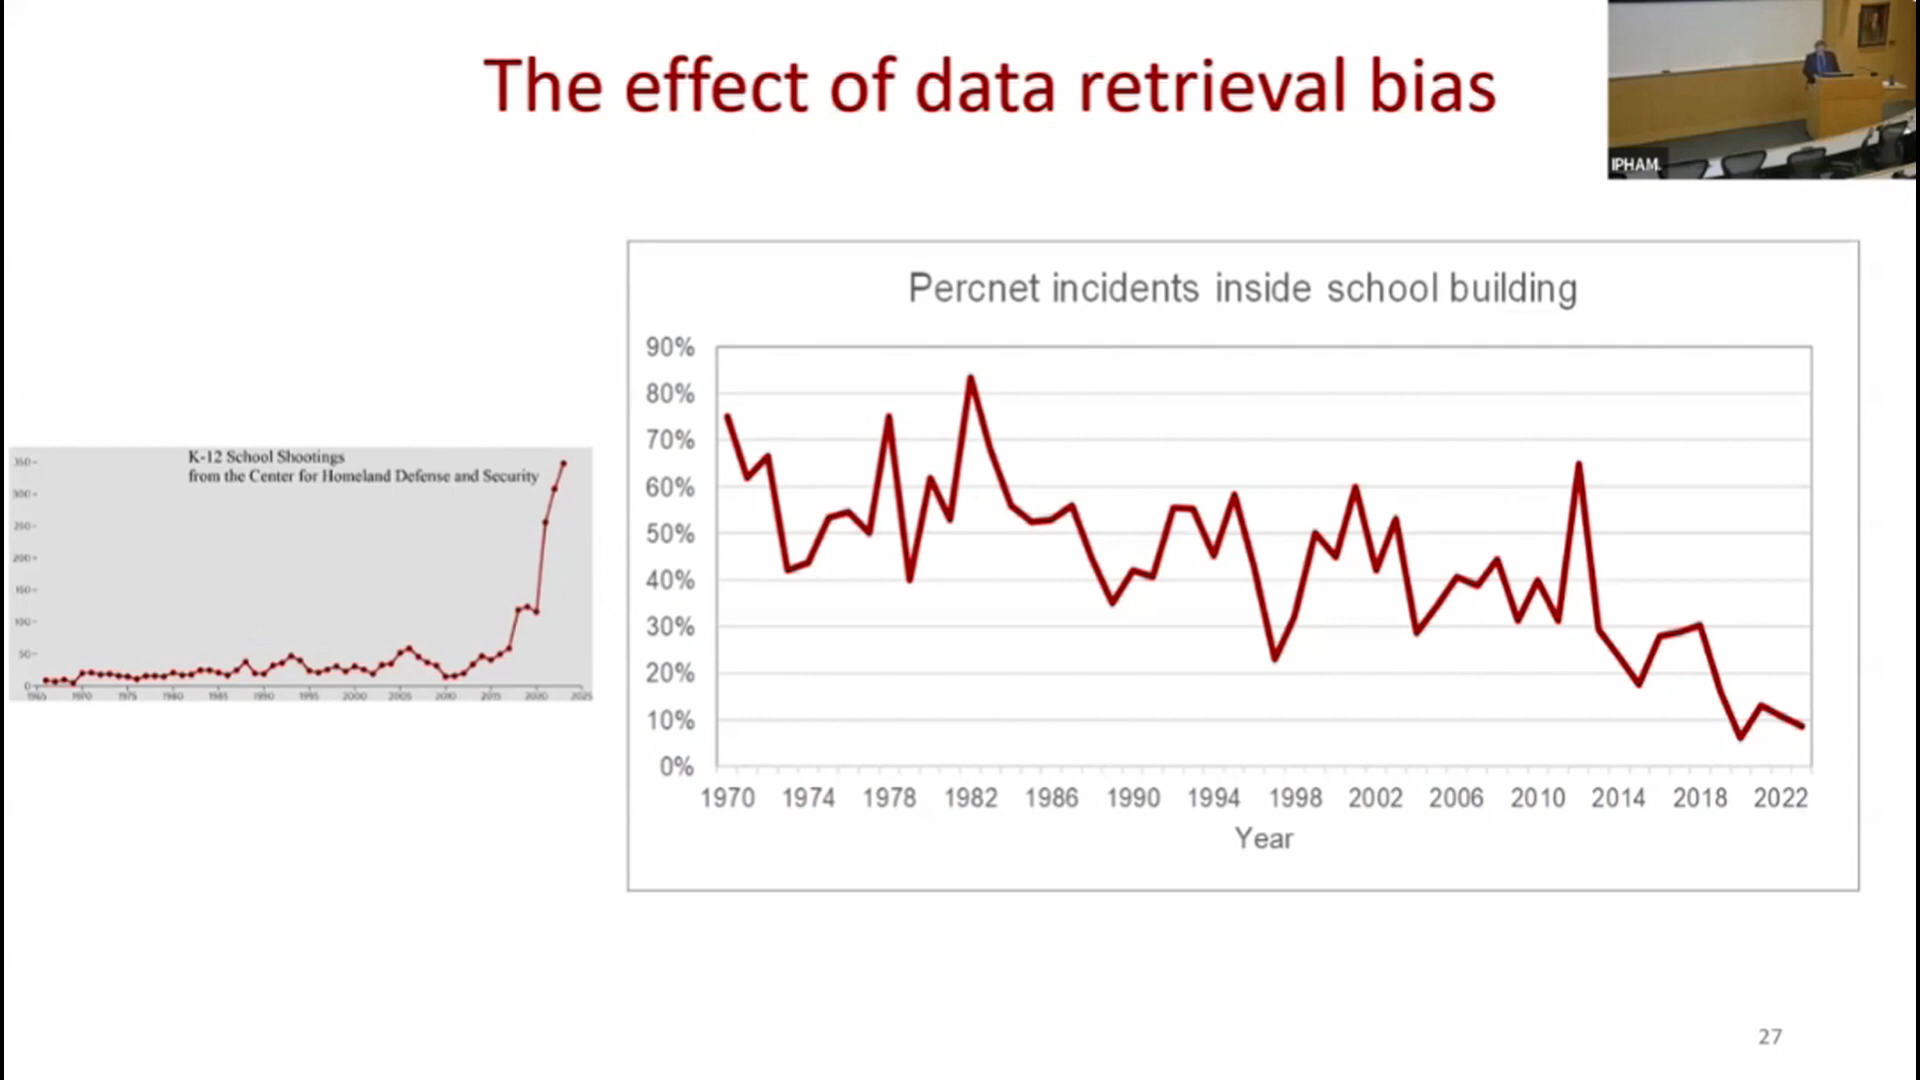 The effect of data retrieval bias
IPHAM
K-12 School Shootings
from the Center for Homeland Defense and Security
350
300
250
200
150
100
50
0
1965 1970 1975 1980 1985 1990 1995 2000 2005 2010 2015 2000 2025
Percnet incidents inside school building
90%
80%
70%
60%
50%
40%
30%
20%
10%
0%
1970 1974 1978 1982 1986 1990 1994 1998 2002 2006 2010 2014 2018 2022
Year
27